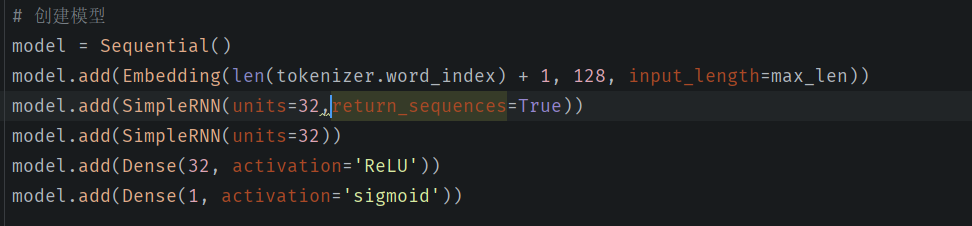 # 创建模型
model = Sequential()
model.add(Embedding(len(tokenizer.word_index) + 1, 128, input_length=max_len))
model.add(SimpleRNN(units=32,return_sequences=True))
model.add(SimpleRNN(units=32))
model.add(Dense(32, activation='ReLU'))
model.add(Dense(1, activation='sigmoid'))